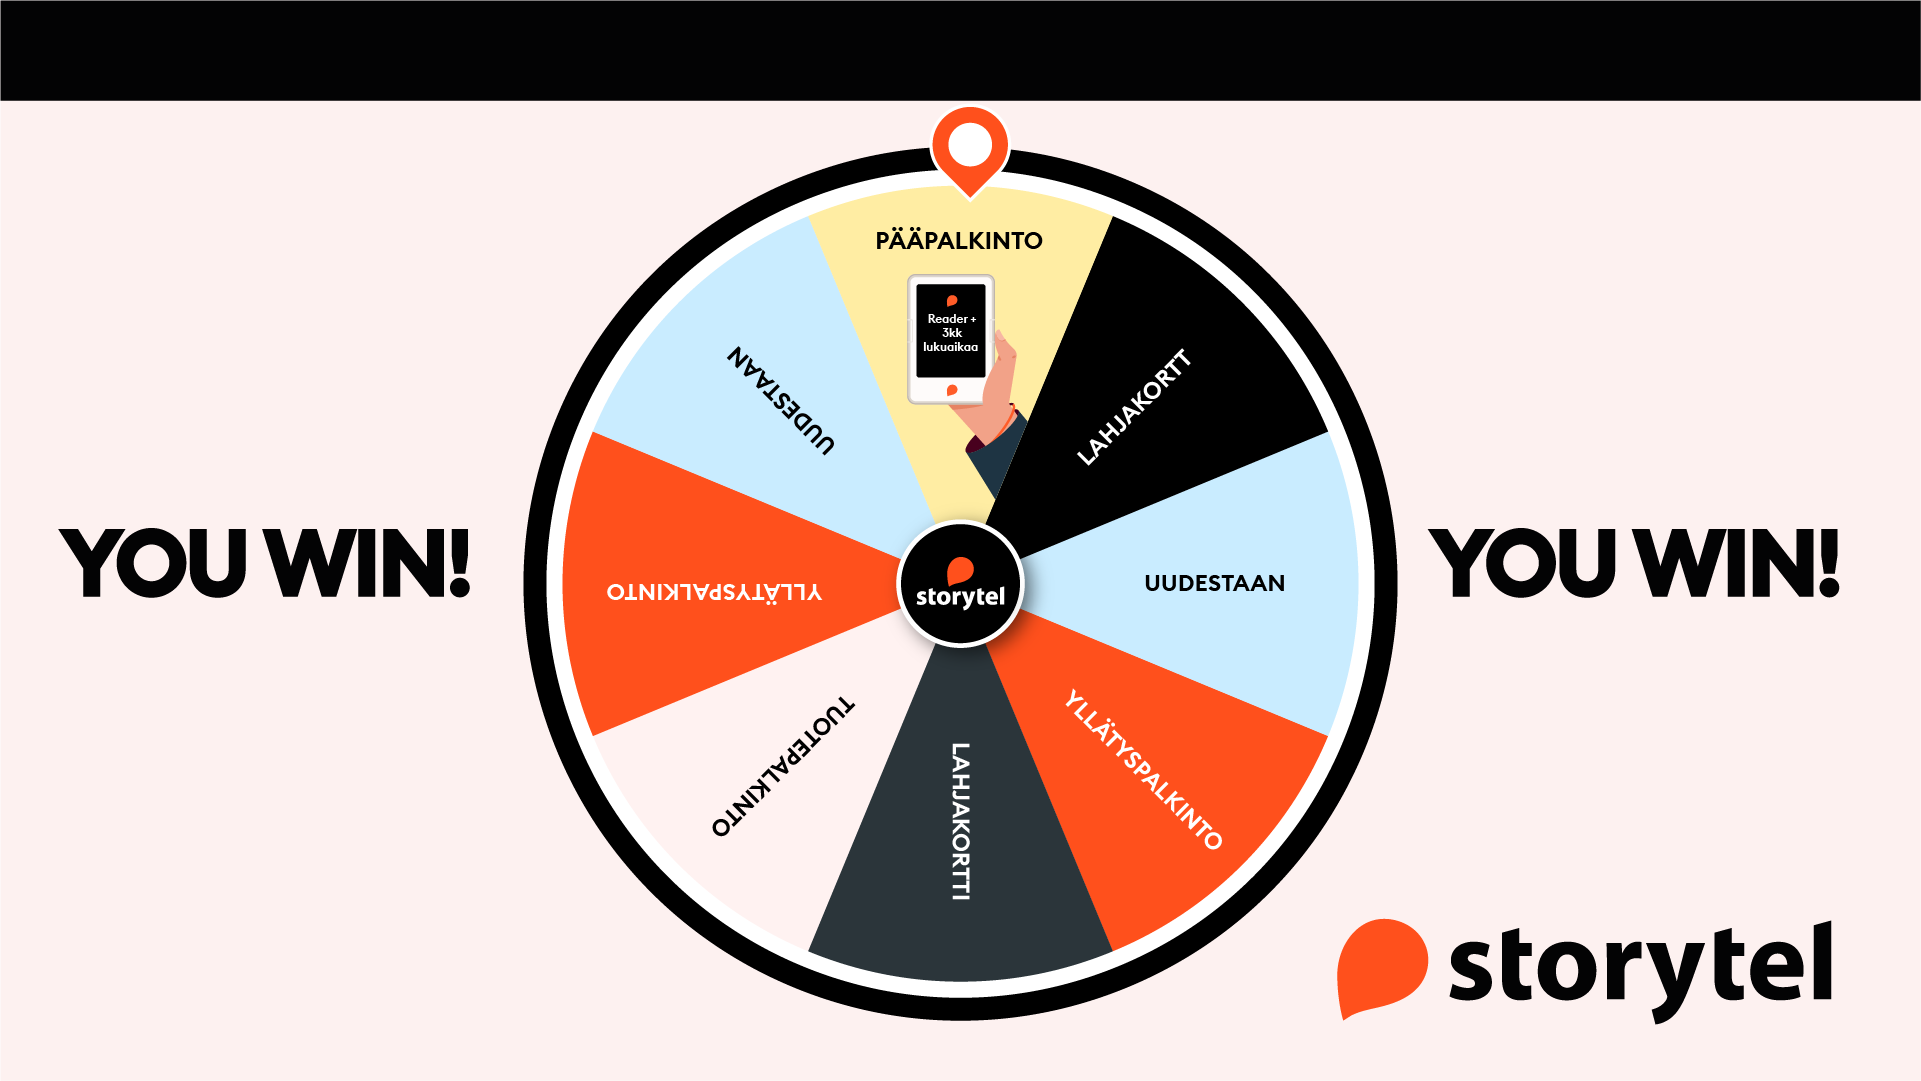 PÄÄPALKINTO
Reader +
3kk
lukuaikaa
LAHJAKORTT
UUDESTAAN
YLLÄTYSPALKINTO
LAHJAKORTTI
TUOTEPALKINTO
YLLÄTYSPALKINTO
UUDESTAAN
storytel
YOU WIN!
YOU WIN!
storytel